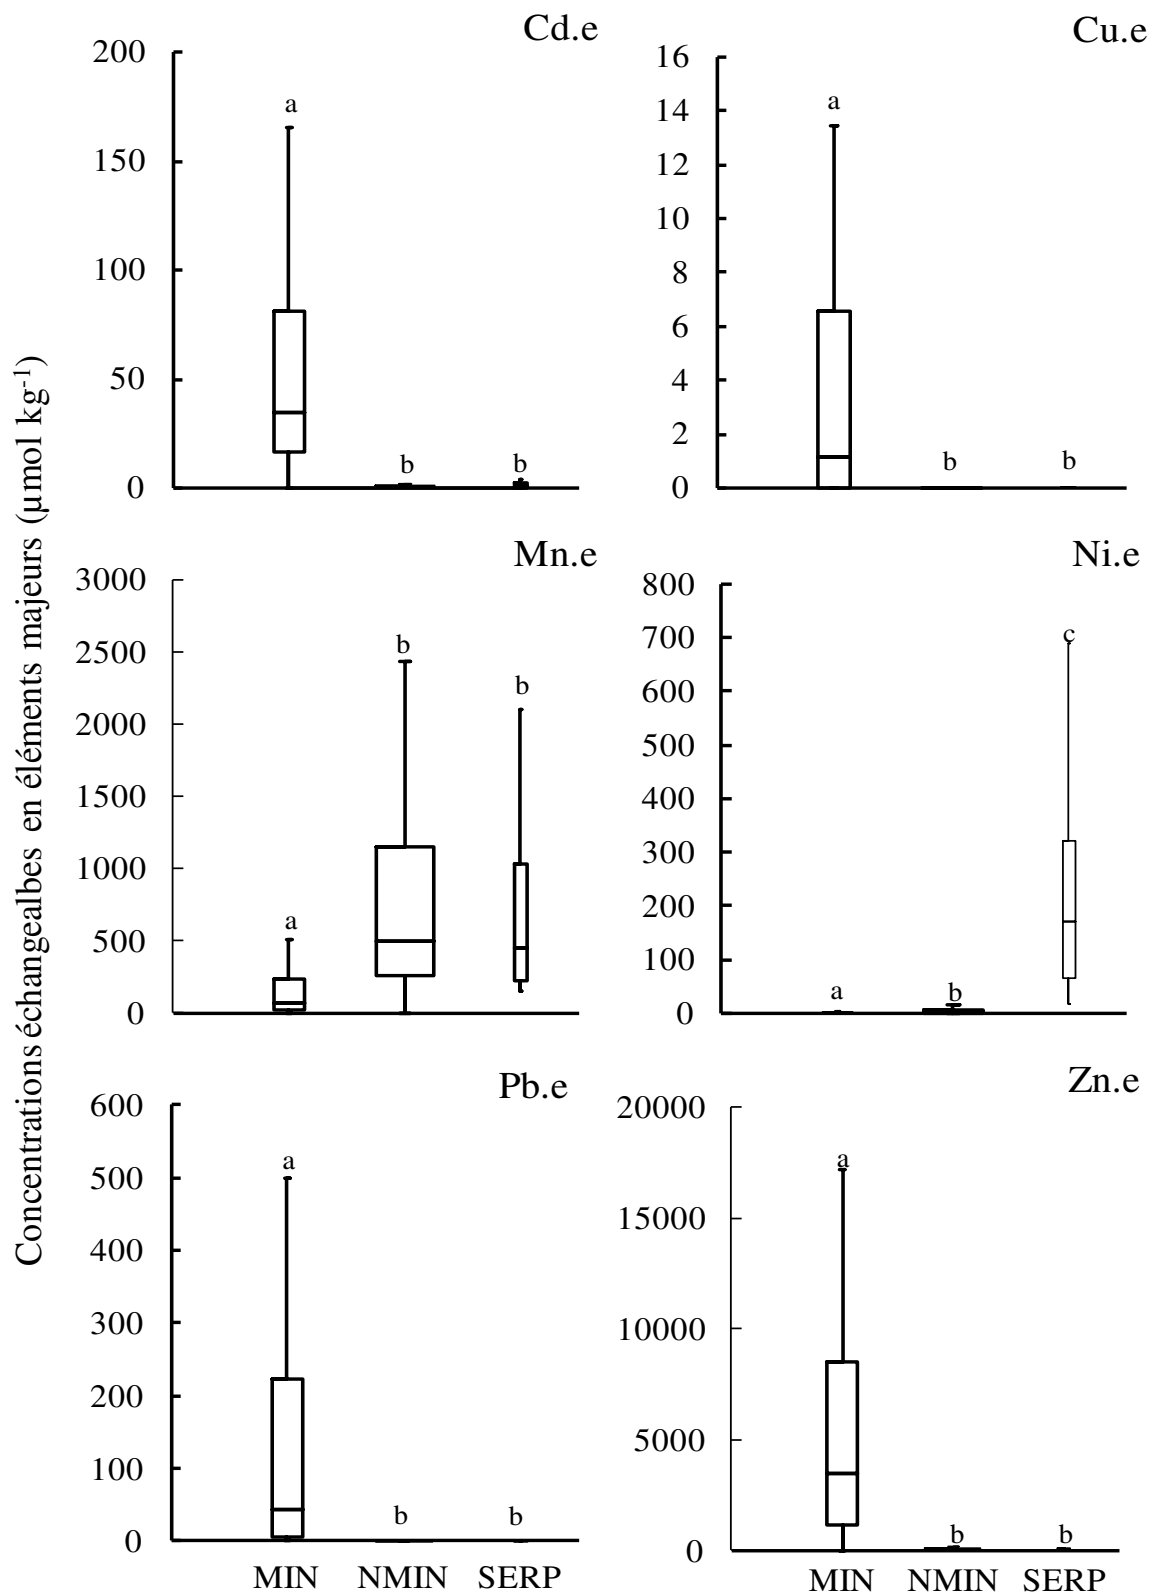 Concentrations échangealbes en éléments majeurs (µmol kg-1)
Cd.e
200
150
100
50
0
a
b
b
Cu.e
16
14
12
10
8
6
4
2
0
a
b
b
Mn.e
3000
2500
2000
1500
1000
500
0
a
b
b
Ni.e
800
700
600
500
400
300
200
100
0
a
b
c
Pb.e
600
500
400
300
200
100
0
a
b
b
MIN NMIN SERP
Zn.e
20000
15000
10000
5000
0
a
b
b
MIN NMIN SERP